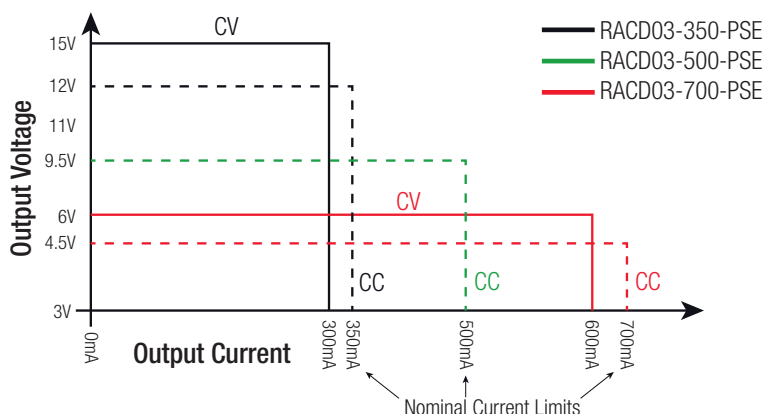 CV
RACD03-350-PSE
RACD03-500-PSE
RACD03-700-PSE
Output Voltage
15V
12V
11V
9.5V
6V
4.5V
3V
CV
CC
CC
CC
0mA
300mA
350mA
500mA
600mA
700mA
Output Current
Nominal Current Limits